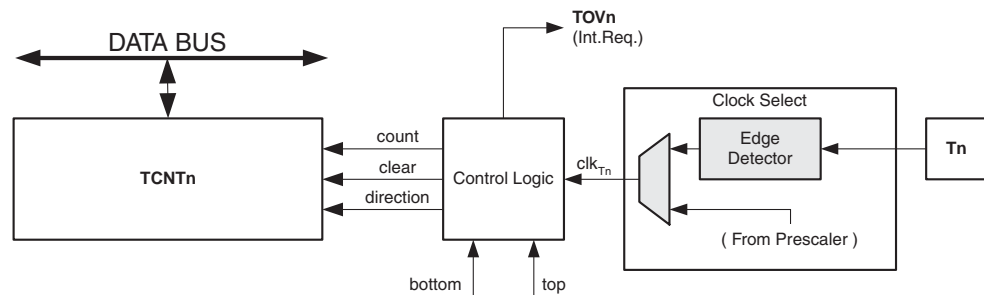 TOVn
(Int.Req.)
DATA BUS
Clock Select
count
Edge
Detector
Tn
TCNTn
clear
Control Logic
clkTn
direction
( From Prescaler )
bottom
top